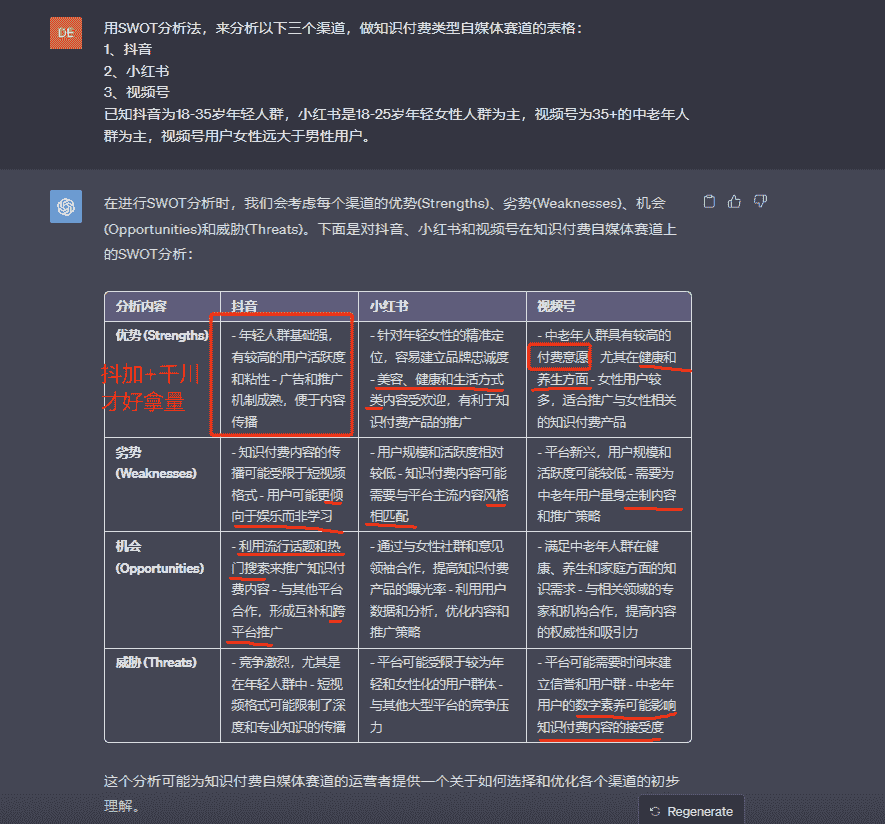 DE
用SWOT分析法，来分析以下三个渠道，做知识付费类型自媒体赛道的表格：
1、抖音
2、小红书
3、视频号
已知抖音为18-35岁年轻人群，小红书是18-25岁年轻女性人群为主，视频号为35+的中老年人
群为主，视频号用户女性远大于男性用户。
在进行SWOT分析时，我们会考虑每个渠道的优势(Strengths)、劣势(Weaknesses)、机会
(Opportunities)和威胁(Threats)。下面是对抖音、小红书和视频号在知识付费自媒体赛道上
的SWOT分析：
分析内容 抖音 小红书 视频号
优势(Strengths)
- 年轻人群基础强，
有较高的用户活跃度
和粘性 - 广告和推广
机制成熟，便于内容
传播
- 针对年轻女性的精准定
位，容易建立品牌忠诚度
- 美容、健康和生活方式
类内容受欢迎，有利于知
识付费产品的推广
- 中老年人群具有较高的
付费意愿，尤其在健康和
养生方面 - 女性用户较
多，适合推广与女性相关
的知识付费产品
抖加+千川
才好拿量
劣势
(Weaknesses)
- 知识付费内容的传
播可能受限于短视频
格式 - 用户可能更倾
向于娱乐而非学习
- 用户规模和活跃度相对
较低 - 知识付费内容可能
需要与平台主流内容风格
相匹配
- 平台新兴，用户规模和
活跃度可能较低 - 需要为
中老年用户量身定制内容
和推广策略
机会
(Opportunities)
- 利用流行话题和热
门搜索来推广知识付
费内容 - 与其他平台
合作，形成互补和跨
平台推广
- 通过与女性社群和意见
领袖合作，提高知识付费
产品的曝光率 - 利用用户
数据和分析，优化内容和
推广策略
- 满足中老年人群在健
康、养生和家庭方面的知
识需求 - 与相关领域的专
家和机构合作，提高内容
的权威性和吸引力
威胁(Threats)
- 竞争激烈，尤其是
在年轻人群中 - 短视
频格式可能限制了深
度和专业知识的传播
- 平台可能受限于较为年
轻和女性化的用户群体 -
与其他大型平台的竞争压
力
- 平台可能需要时间来建
立信誉和用户群 - 中老年
用户的数字素养可能影响
知识付费内容的接受度
这个分析可能为知识付费自媒体赛道的运营者提供一个关于如何选择和优化各个渠道的初步
理解。
Regenerate